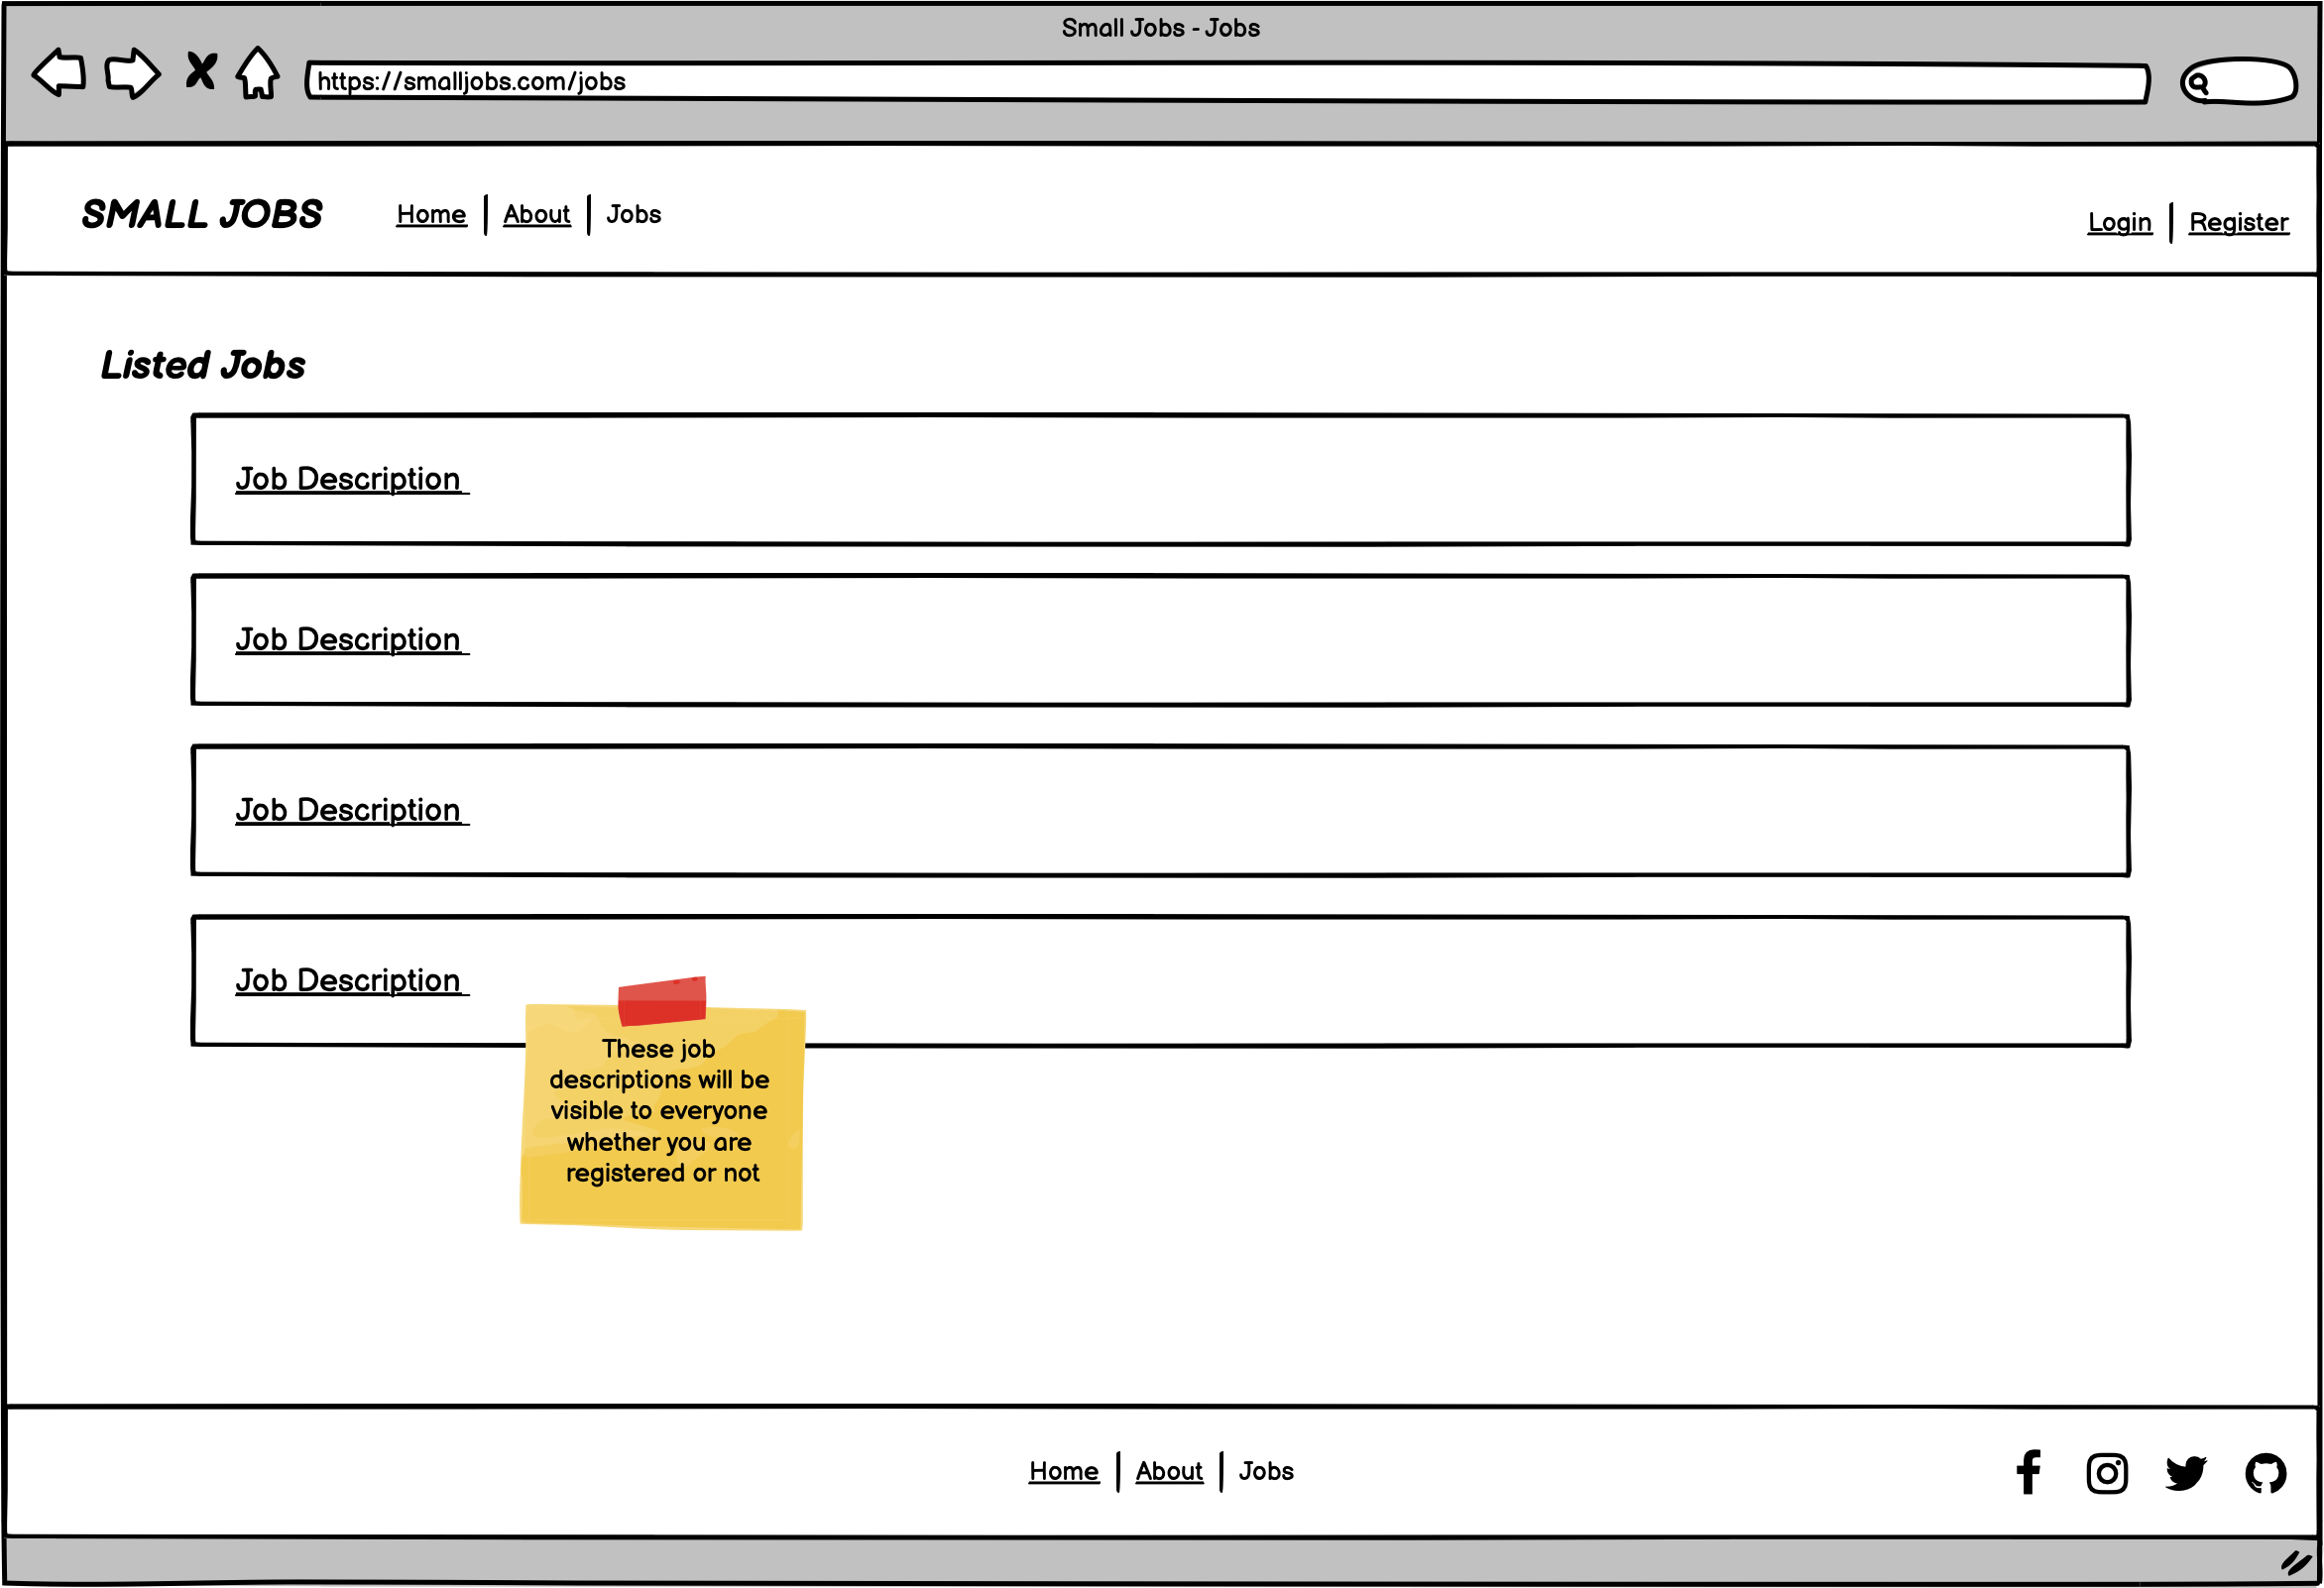 Small Jobs - Jobs
https://smalljobs.com/jobs
SMALL JOBS
Home | About | Jobs
Login | Register
Listed Jobs
Job Description
Job Description
Job Description
Job Description
These job
descriptions will be
visible to everyone
whether you are
registered or not
Home | About | Jobs